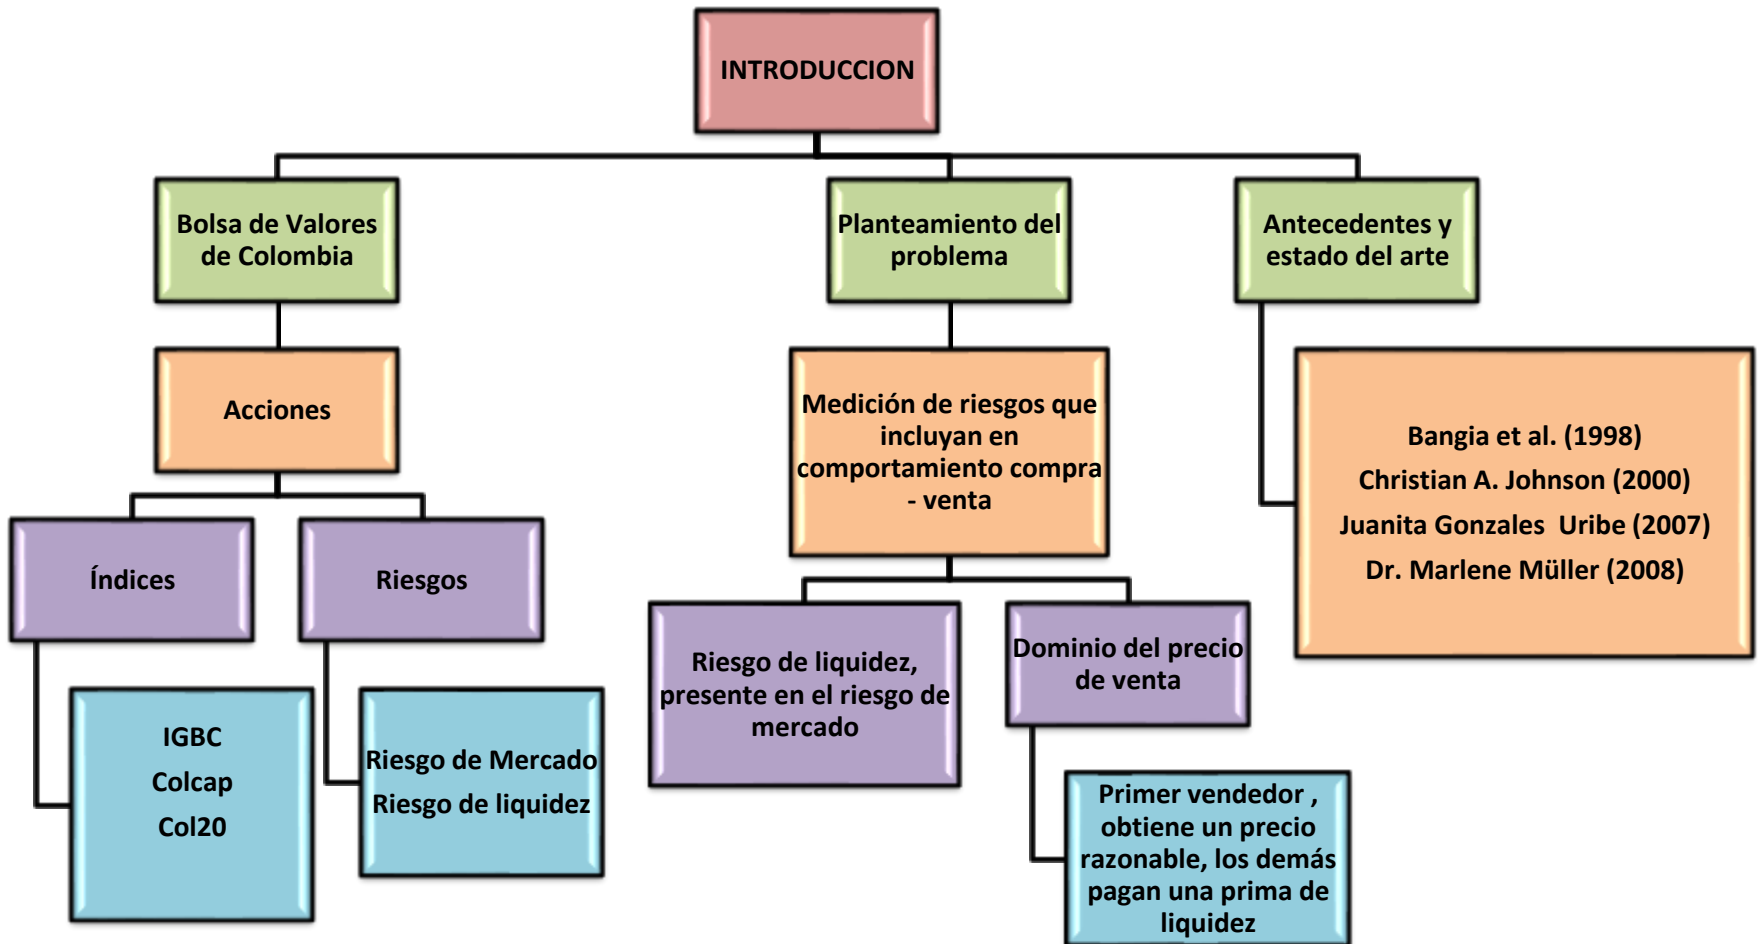 INTRODUCCION
Bolsa de Valores
de Colombia
Planteamiento del
problema
Antecedentes y
estado del arte
Acciones
Medición de riesgos que
incluyan en
comportamiento compra
- venta
Bangia et al. (1998)
Christian A. Johnson (2000)
Juanita Gonzales  Uribe (2007)
Dr. Marlene Müller (2008)
Índices
Riesgos
Riesgo de liquidez,
presente en el riesgo de
mercado
Dominio del precio
de venta
IGBC
Colcap
Col20
Riesgo de Mercado
Riesgo de liquidez
Primer vendedor ,
obtiene un precio
razonable, los demás
pagan una prima de
liquidez